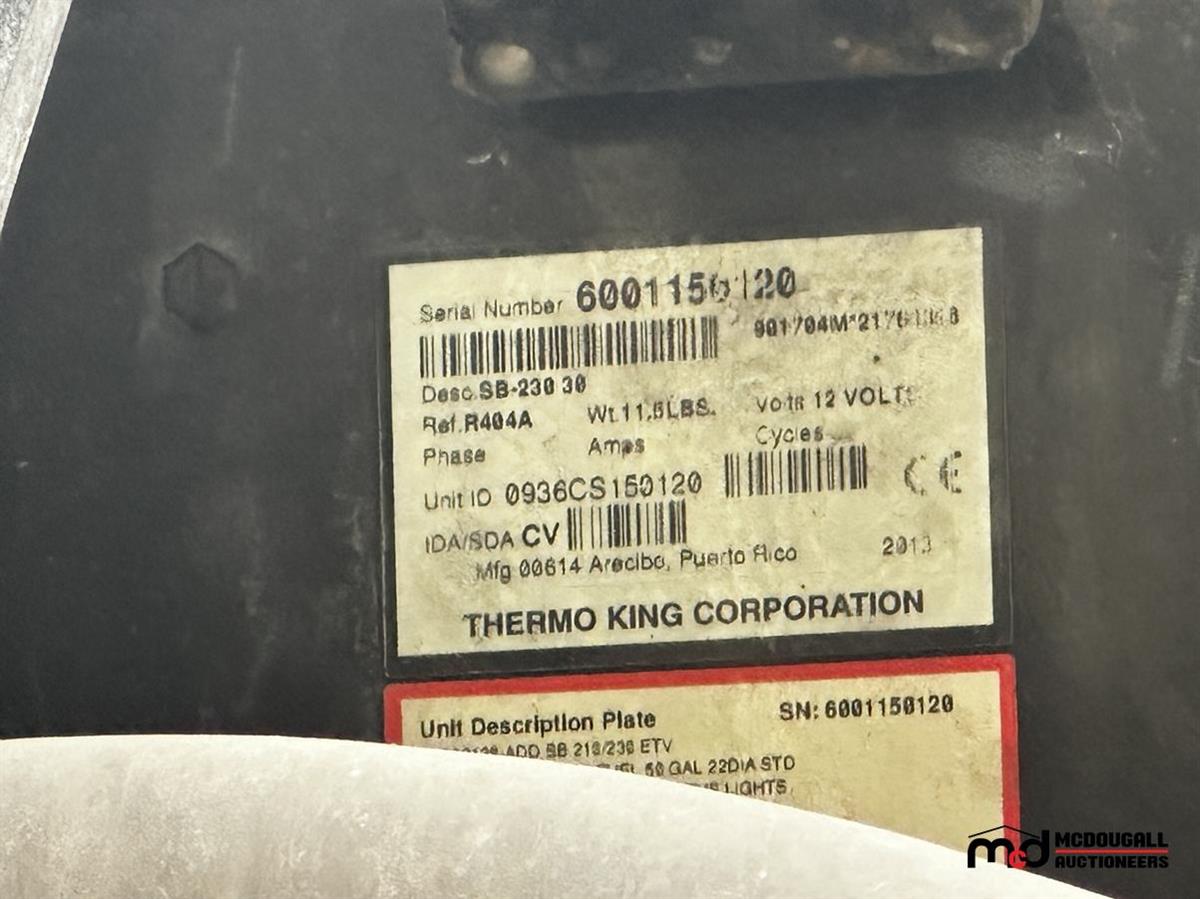 Serial Number 6001150120
Desc. SB-230 30
Ref. R404A Wt. 11.5LBS. Volts 12 VOLTS
Phase Amps Cycles
Unit ID 0936CS150120 CE
IDA/SDA CV
Mfg 00614 Arecibo, Puerto Rico 2013
THERMO KING CORPORATION
Unit Description Plate SN: 6001150120
ADD SB 210/230 ETV
50 GAL 22DIA STD
LIGHTS
mcd MCDOUGALL
AUCTIONEERS